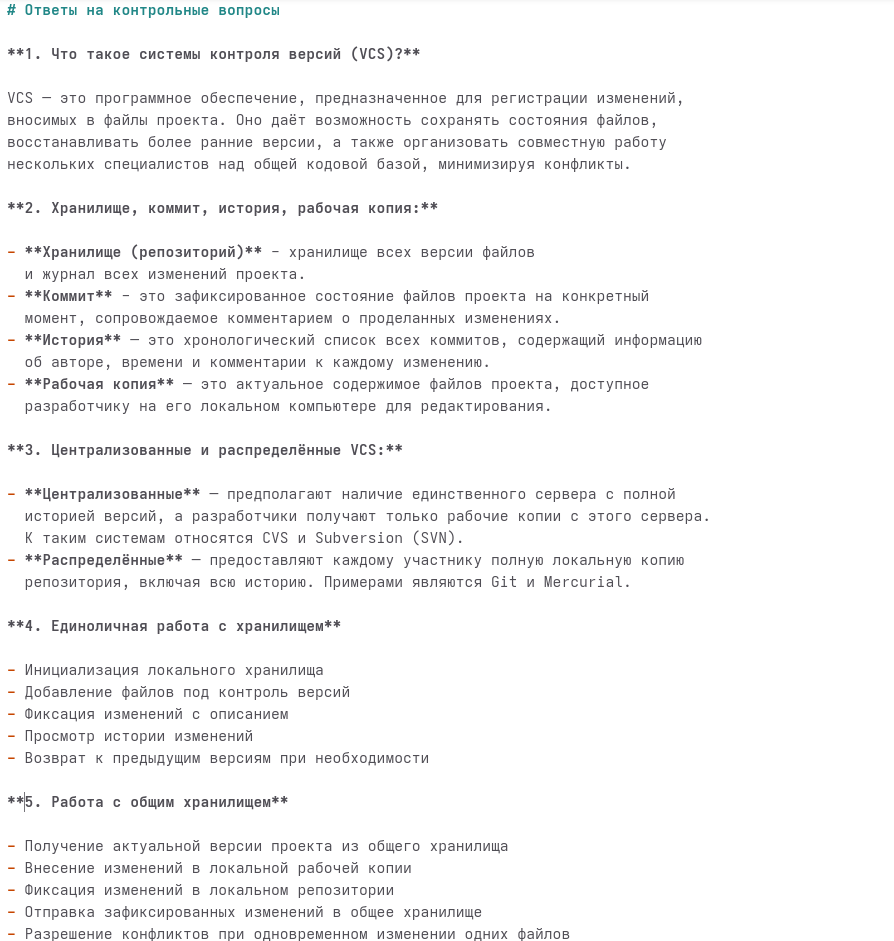 # Ответы на контрольные вопросы
**1. Что такое системы контроля версий (VCS)?**
VCS — это программное обеспечение, предназначенное для регистрации изменений,
вносимых в файлы проекта. Оно даёт возможность сохранять состояния файлов,
восстанавливать более ранние версии, а также организовать совместную работу
нескольких специалистов над общей кодовой базой, минимизируя конфликты.
**2. Хранилище, коммит, история, рабочая копия:**
- **Хранилище (репозиторий)** - хранилище всех версии файлов
и журнал всех изменений проекта.
- **Коммит** - это зафиксированное состояние файлов проекта на конкретный
момент, сопровождаемое комментарием о проделанных изменениях.
- **История** — это хронологический список всех коммитов, содержащий информацию
об авторе, времени и комментарии к каждому изменению.
- **Рабочая копия** — это актуальное содержимое файлов проекта, доступное
разработчику на его локальном компьютере для редактирования.
**3. Централизованные и распределённые VCS:**
- **Централизованные** — предполагают наличие единственного сервера с полной
историей версий, а разработчики получают только рабочие копии с этого сервера.
К таким системам относятся CVS и Subversion (SVN).
- **Распределённые** — предоставляют каждому участнику полную локальную копию
репозитория, включая всю историю. Примерами являются Git и Mercurial.
**4. Единоличная работа с хранилищем**
- Инициализация локального хранилища
- Добавление файлов под контроль версий
- Фиксация изменений с описанием
- Просмотр истории изменений
- Возврат к предыдущим версиям при необходимости
**5. Работа с общим хранилищем**
- Получение актуальной версии проекта из общего хранилища
- Внесение изменений в локальной рабочей копии
- Фиксация изменений в локальном репозитории
- Отправка зафиксированных изменений в общее хранилище
- Разрешение конфликтов при одновременном изменении одних файлов